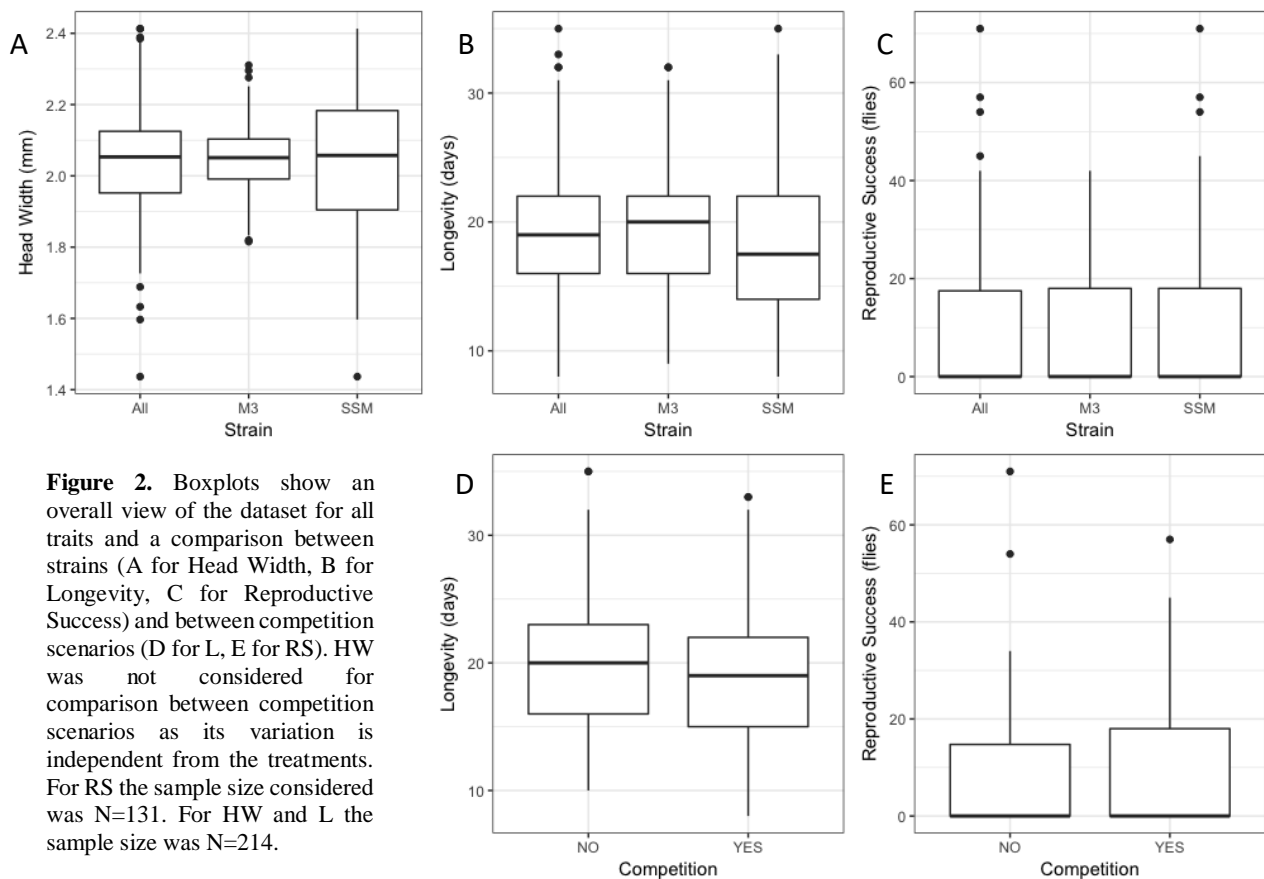 A
Head Width (mm)
2.4
2.2
2.0
1.8
1.6
1.4
All M3 SSM
Strain
B
Longevity (days)
30
20
10
All M3 SSM
Strain
C
Reproductive Success (flies)
60
40
20
0
All M3 SSM
Strain
Figure 2. Boxplots show an
overall view of the dataset for all
traits and a comparison between
strains (A for Head Width, B for
Longevity, C for Reproductive
Success) and between competition
scenarios (D for L, E for RS). HW
was not considered for
comparison between competition
scenarios as its variation is
independent from the treatments.
For RS the sample size considered
was N=131. For HW and L the
sample size was N=214.
D
Longevity (days)
30
20
10
NO YES
Competition
E
Reproductive Success (flies)
60
40
20
0
NO YES
Competition